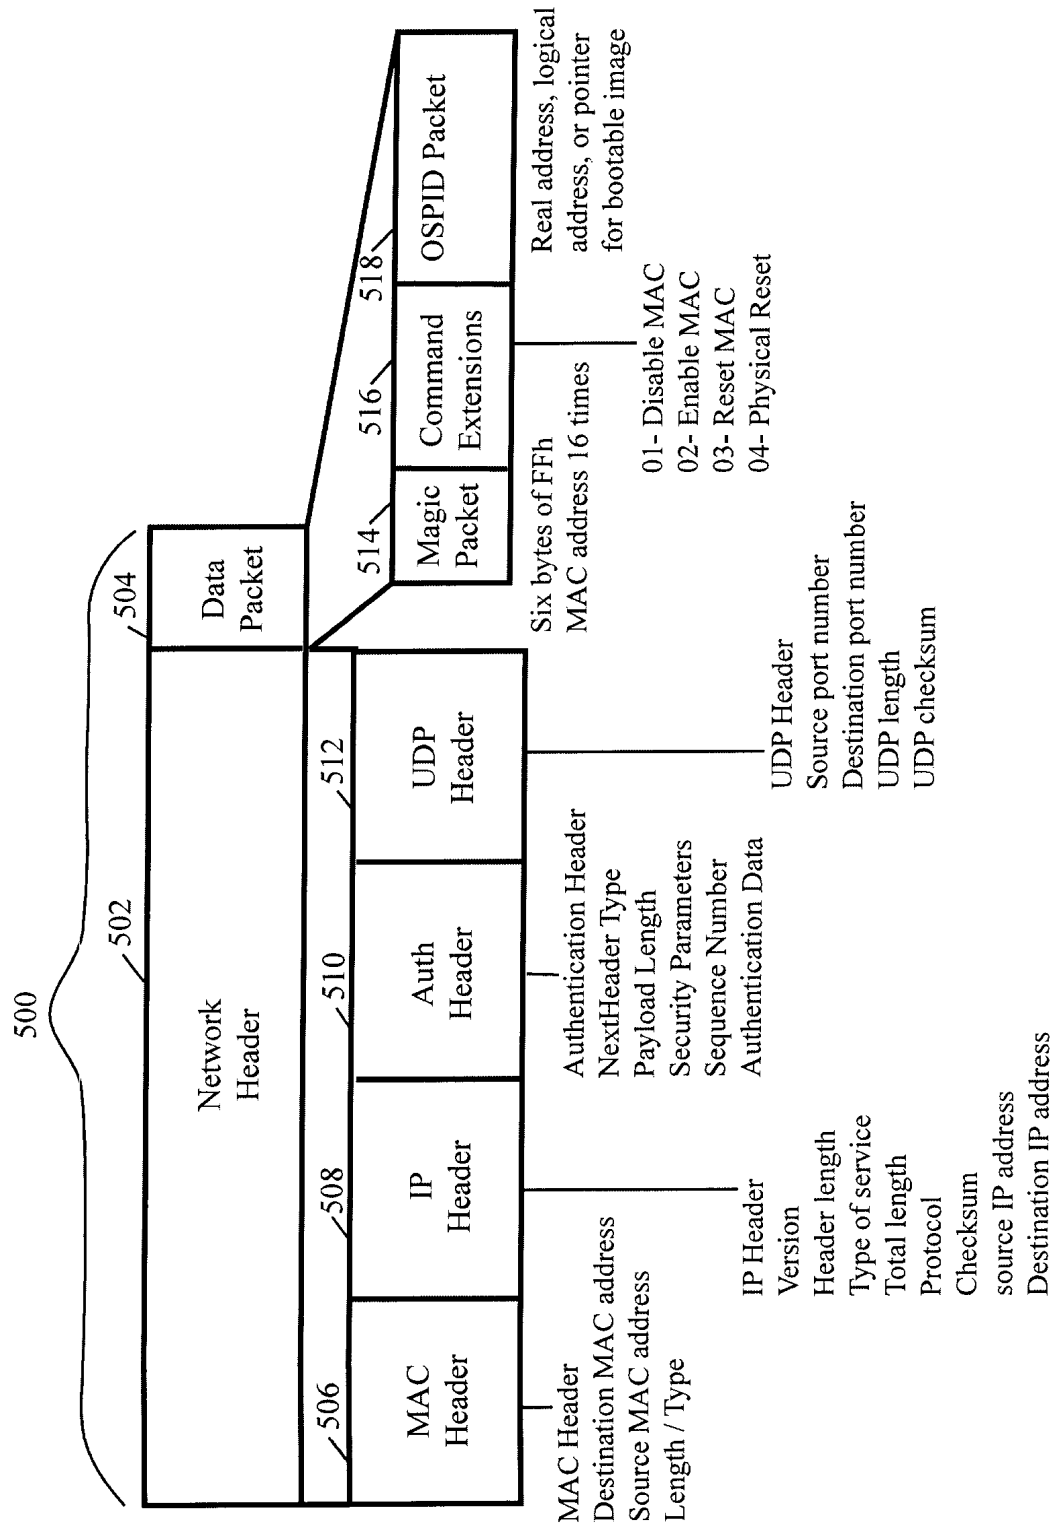 500
502
504
Network
Header
Data
Packet
506
508
510
512
514
516
518
MAC
Header
IP
Header
Auth
Header
UDP
Header
Magic
Packet
Command
Extensions
OSPID Packet
MAC Header
Destination MAC address
Source MAC address
Length / Type
IP Header
Version
Header length
Type of service
Total length
Protocol
Checksum
source IP address
Destination IP address
Authentication Header
NextHeader Type
Payload Length
Security Parameters
Sequence Number
Authentication Data
UDP Header
Source port number
Destination port number
UDP length
UDP checksum
Six bytes of FFh
MAC address 16 times
01- Disable MAC
02- Enable MAC
03- Reset MAC
04- Physical Reset
Real address, logical
address, or pointer
for bootable image